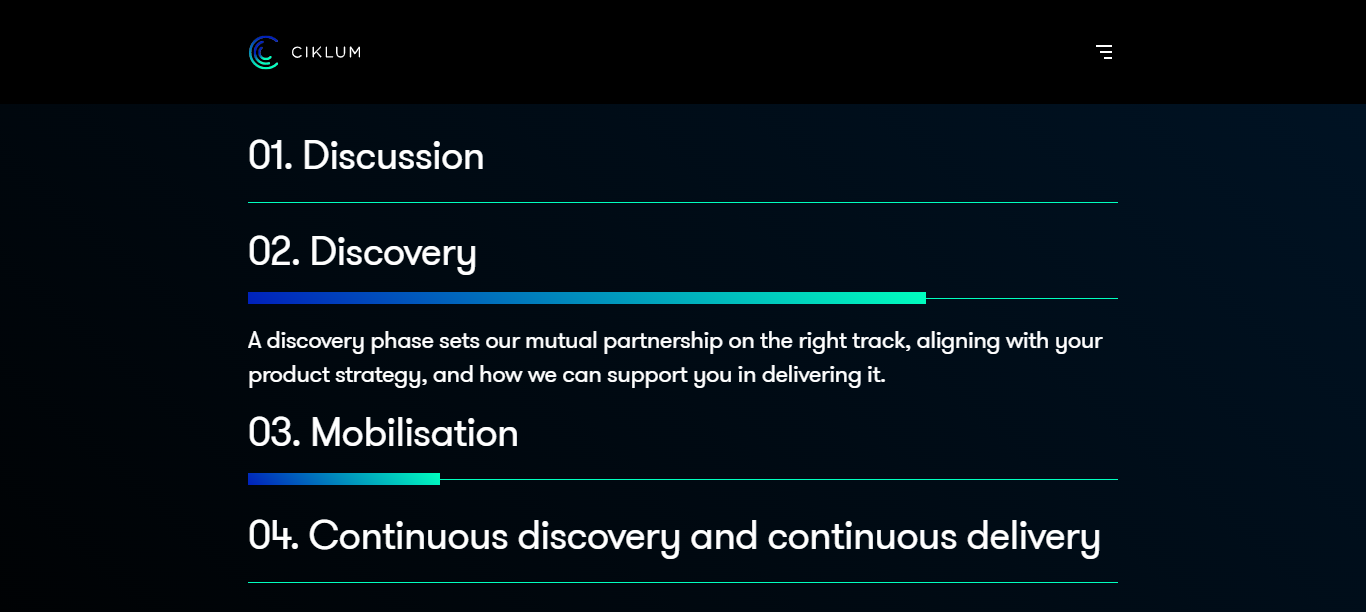 CIKLUM
01. Discussion
02. Discovery
A discovery phase sets our mutual partnership on the right track, aligning with your
product strategy, and how we can support you in delivering it.
03. Mobilisation
04. Continuous discovery and continuous delivery